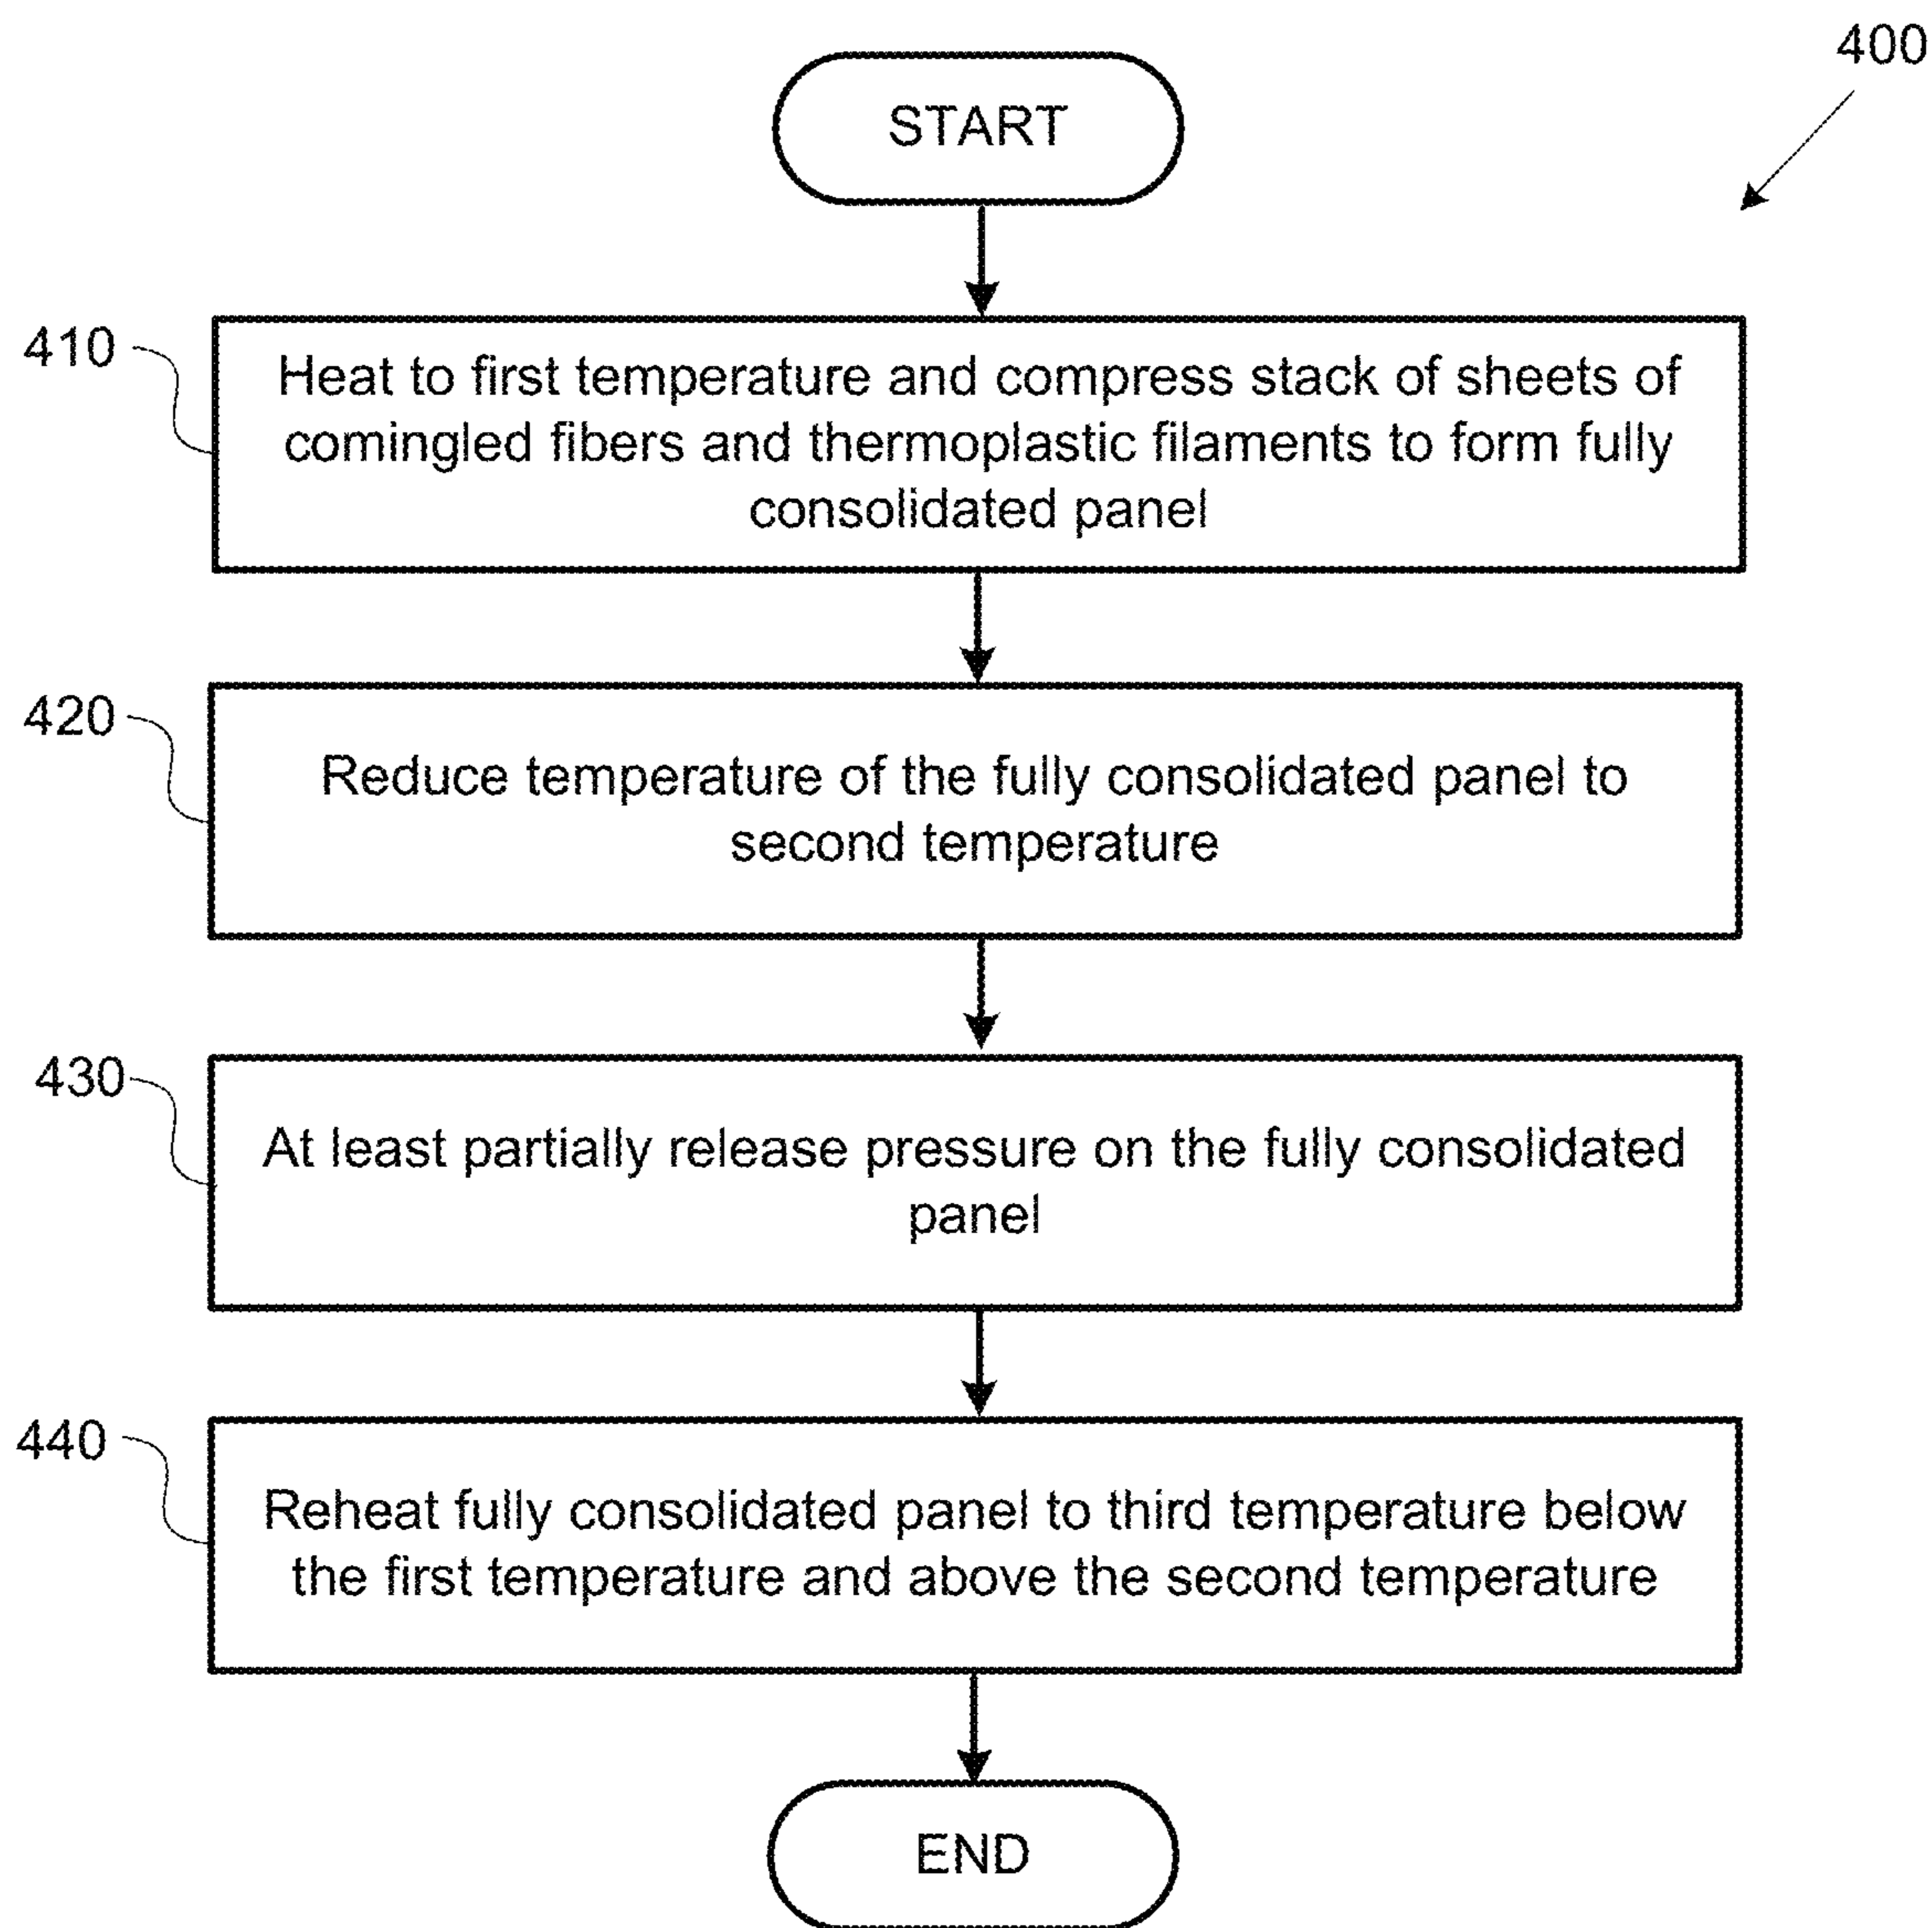 400
START
410
Heat to first temperature and compress stack of sheets of
comingled fibers and thermoplastic filaments to form fully
consolidated panel
420
Reduce temperature of the fully consolidated panel to
second temperature
430
At least partially release pressure on the fully consolidated
panel
440
Reheat fully consolidated panel to third temperature below
the first temperature and above the second temperature
END